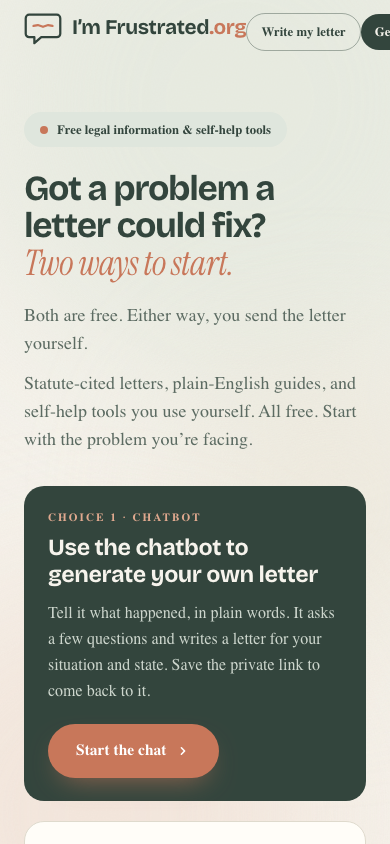 I’m Frustrated.org
Write my letter
Ge
Free legal information & self-help tools
Got a problem a
letter could fix?
Two ways to start.
Both are free. Either way, you send the letter
yourself.
Statute-cited letters, plain-English guides, and
self-help tools you use yourself. All free. Start
with the problem you’re facing.
CHOICE 1 · CHATBOT
Use the chatbot to
generate your own letter
Tell it what happened, in plain words. It asks
a few questions and writes a letter for your
situation and state. Save the private link to
come back to it.
Start the chat